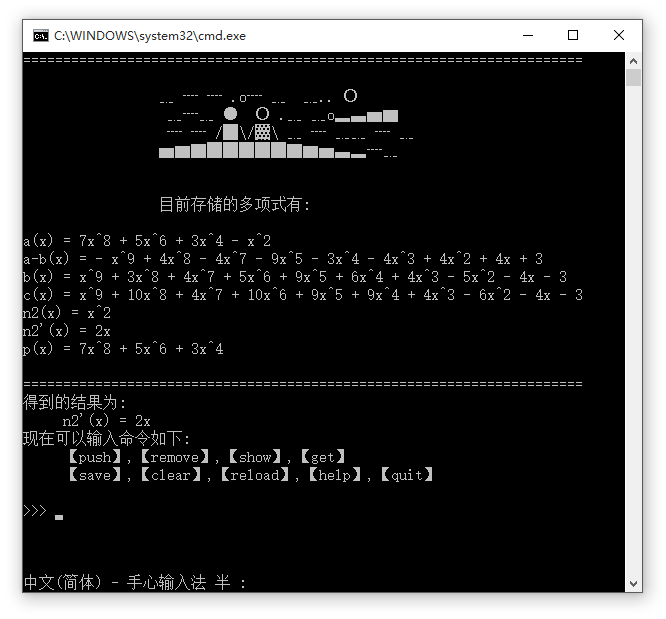 C:\WINDOWS\system32\cmd.exe
目前存储的多项式有:
a(x) = 7x^8 + 5x^6 + 3x^4 - x^2
a-b(x) = - x^9 + 4x^8 - 4x^7 - 9x^5 - 3x^4 - 4x^3 + 4x^2 + 4x + 3
b(x) = x^9 + 3x^8 + 4x^7 + 5x^6 + 9x^5 + 6x^4 + 4x^3 - 5x^2 - 4x - 3
c(x) = x^9 + 10x^8 + 4x^7 + 10x^6 + 9x^5 + 9x^4 + 4x^3 - 6x^2 - 4x - 3
n2(x) = x^2
n2'(x) = 2x
p(x) = 7x^8 + 5x^6 + 3x^4
得到的结果为:
n2'(x) = 2x
现在可以输入命令如下:
【push】,【remove】,【show】,【get】
【save】,【clear】,【reload】,【help】,【quit】
>>> _
中文(简体) - 手心输入法 半 :